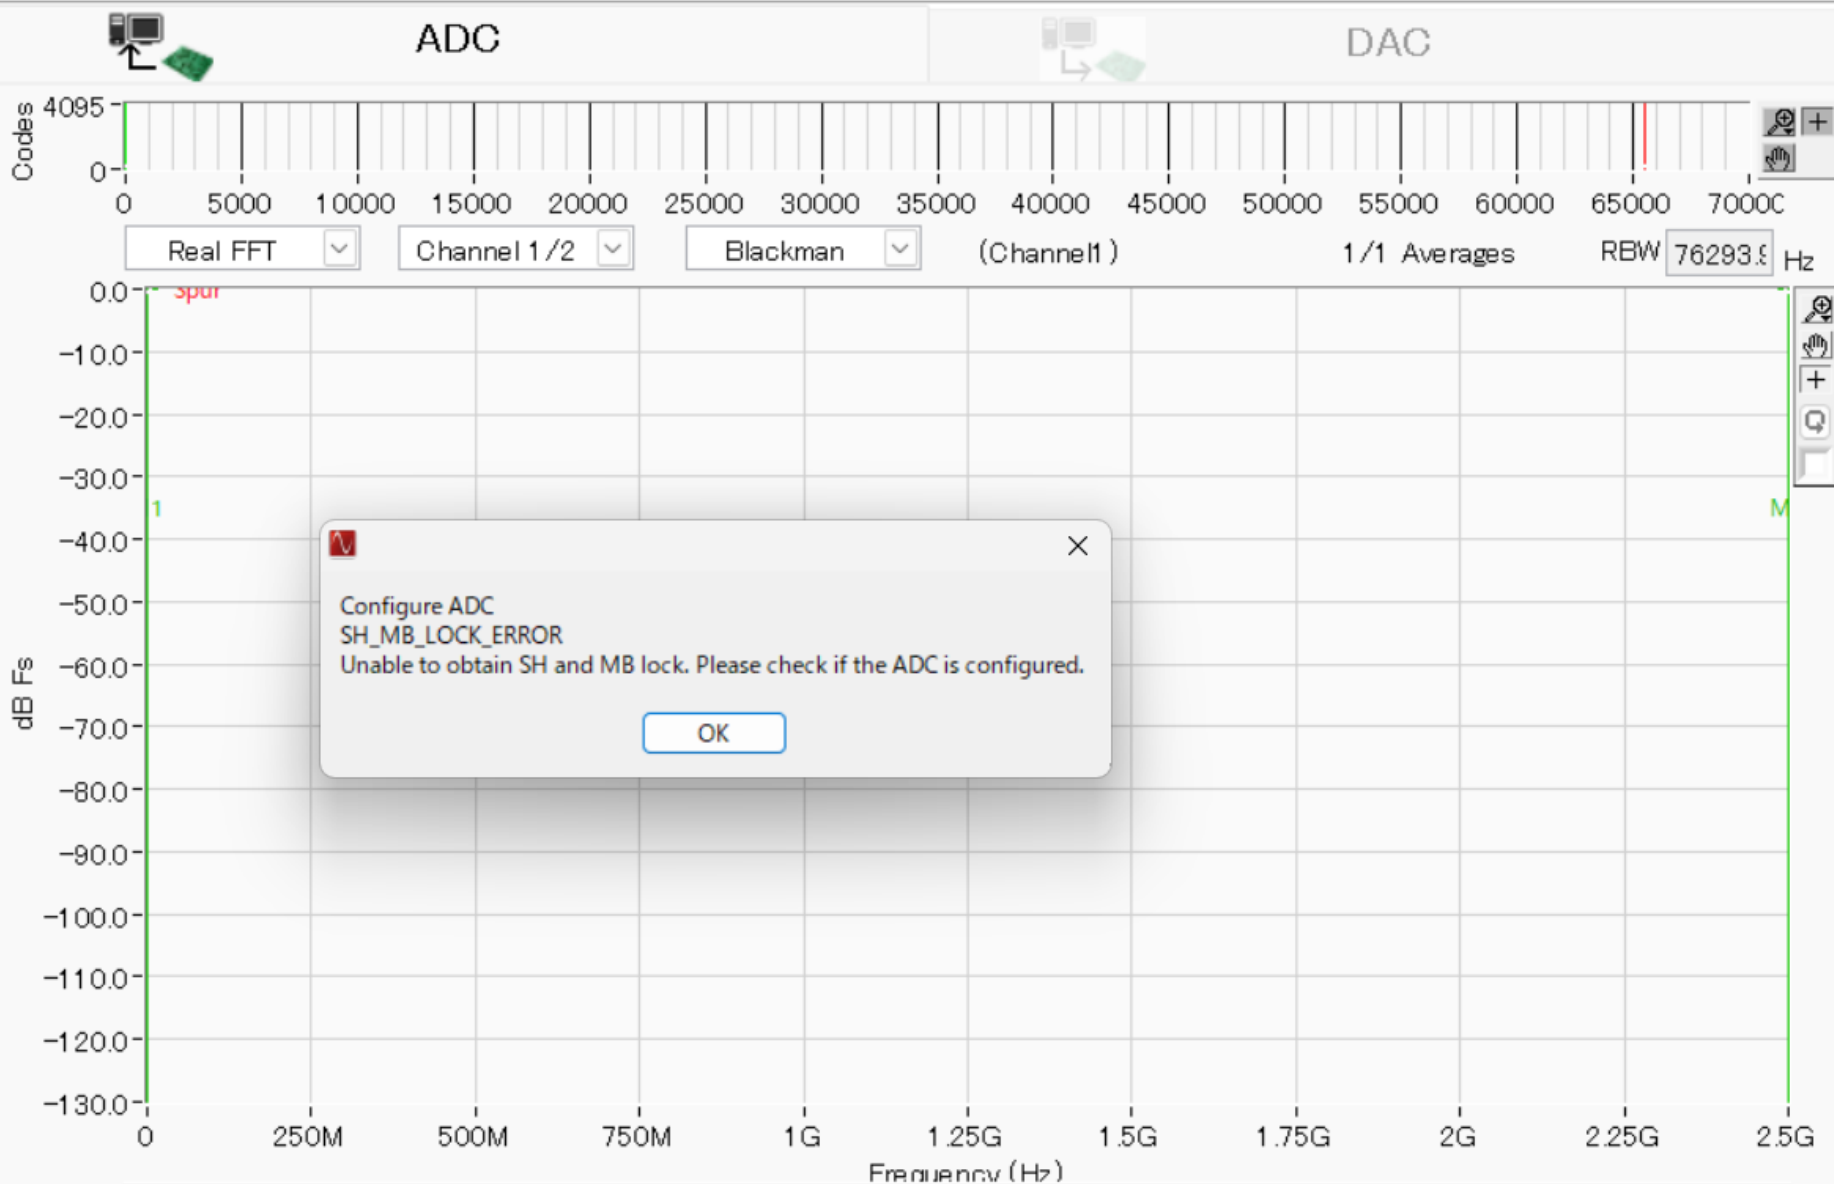 ADC
DAC
Codes
4095
0
0 5000 10000 15000 20000 25000 30000 35000 40000 45000 50000 55000 60000 65000
Real FFT Channel 1/2 Blackman (Channel1) 1/1 Averages RBW 76293. Hz
0.0
Spur
-10.0
-20.0
-30.0
1
M
-40.0
-50.0
-60.0
-70.0
-80.0
-90.0
-100.0
-110.0
-120.0
-130.0
dB Fs
Configure ADC
SH_MB_LOCK_ERROR
Unable to obtain SH and MB lock. Please check if the ADC is configured.
OK
0 250M 500M 750M 1G 1.25G 1.5G 1.75G 2G 2.25G 2.5G
Frequency (Hz)